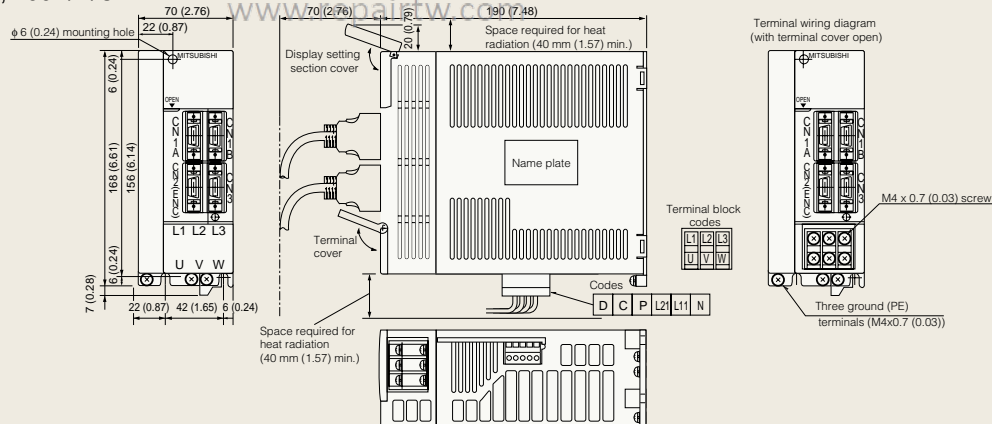 www.repairtw.com
70 (2.76)
22 (0.87)
ϕ 6 (0.24) mounting hole
6 (0.24)
168 (6.61)
156 (6.14)
6 (0.24)
7 (0.28)
22 (0.87) 42 (1.65) 6 (0.24)
MITSUBISHI
OPEN
CN1A
CN1B
CN2(ENC)
CN3
L1 L2 L3
U V W
70 (2.76)
20 (0.79)
190 (7.48)
Display setting
section cover
Space required for heat
radiation (40 mm (1.57) min.)
Name plate
Terminal
cover
Space required for
heat radiation
(40 mm (1.57) min.)
Codes
D C P L21 L11 N
Terminal block
codes
L1 L2 L3
U V W
Terminal wiring diagram
(with terminal cover open)
MITSUBISHI
OPEN
CN1A
CN1B
CN2(ENC)
CN3
M4 x 0.7 (0.03) screw
Three ground (PE)
terminals (M4x0.7 (0.03))